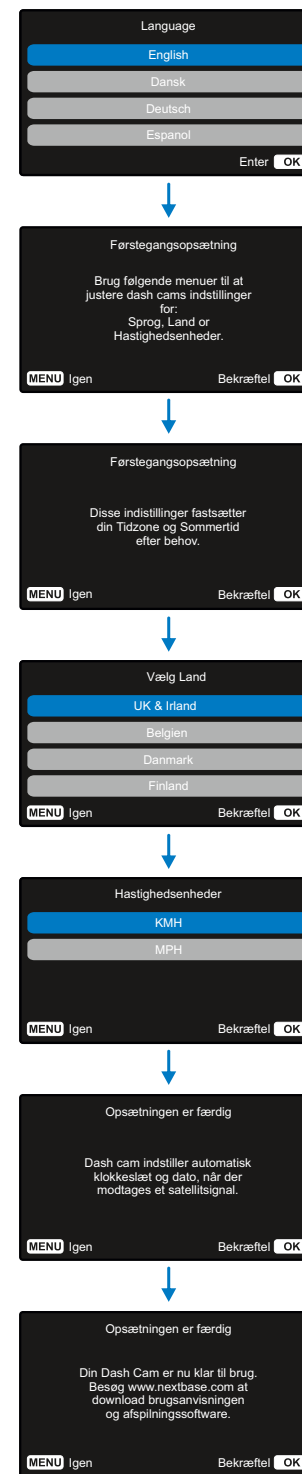 Language
English
Dansk
Deutsch
Espanol
Enter OK
Førstegangsopsætning
Brug følgende menuer til at
justere dash cams indstillinger
for:
Sprog, Land or
Hastighedsenheder.
MENU Igen Bekræftel OK
Førstegangsopsætning
Disse indistillinger fastsætter
din Tidzone og Sommertid
efter behov.
MENU Igen Bekræftel OK
Vælg Land
UK & Irland
Belgien
Danmark
Finland
MENU Igen Bekræftel OK
Hastighedsenheder
KMH
MPH
MENU Igen Bekræftel OK
Opsætningen er færdig
Dash cam indstiller automatisk
klokkeslæt og dato, når der
modtages et satellitsignal.
MENU Igen Bekræftel OK
Opsætningen er færdig
Din Dash Cam er nu klar til brug.
Besøg www.nextbase.com at
download brugsanvisningen
og afspilningssoftware.
MENU Igen Bekræftel OK